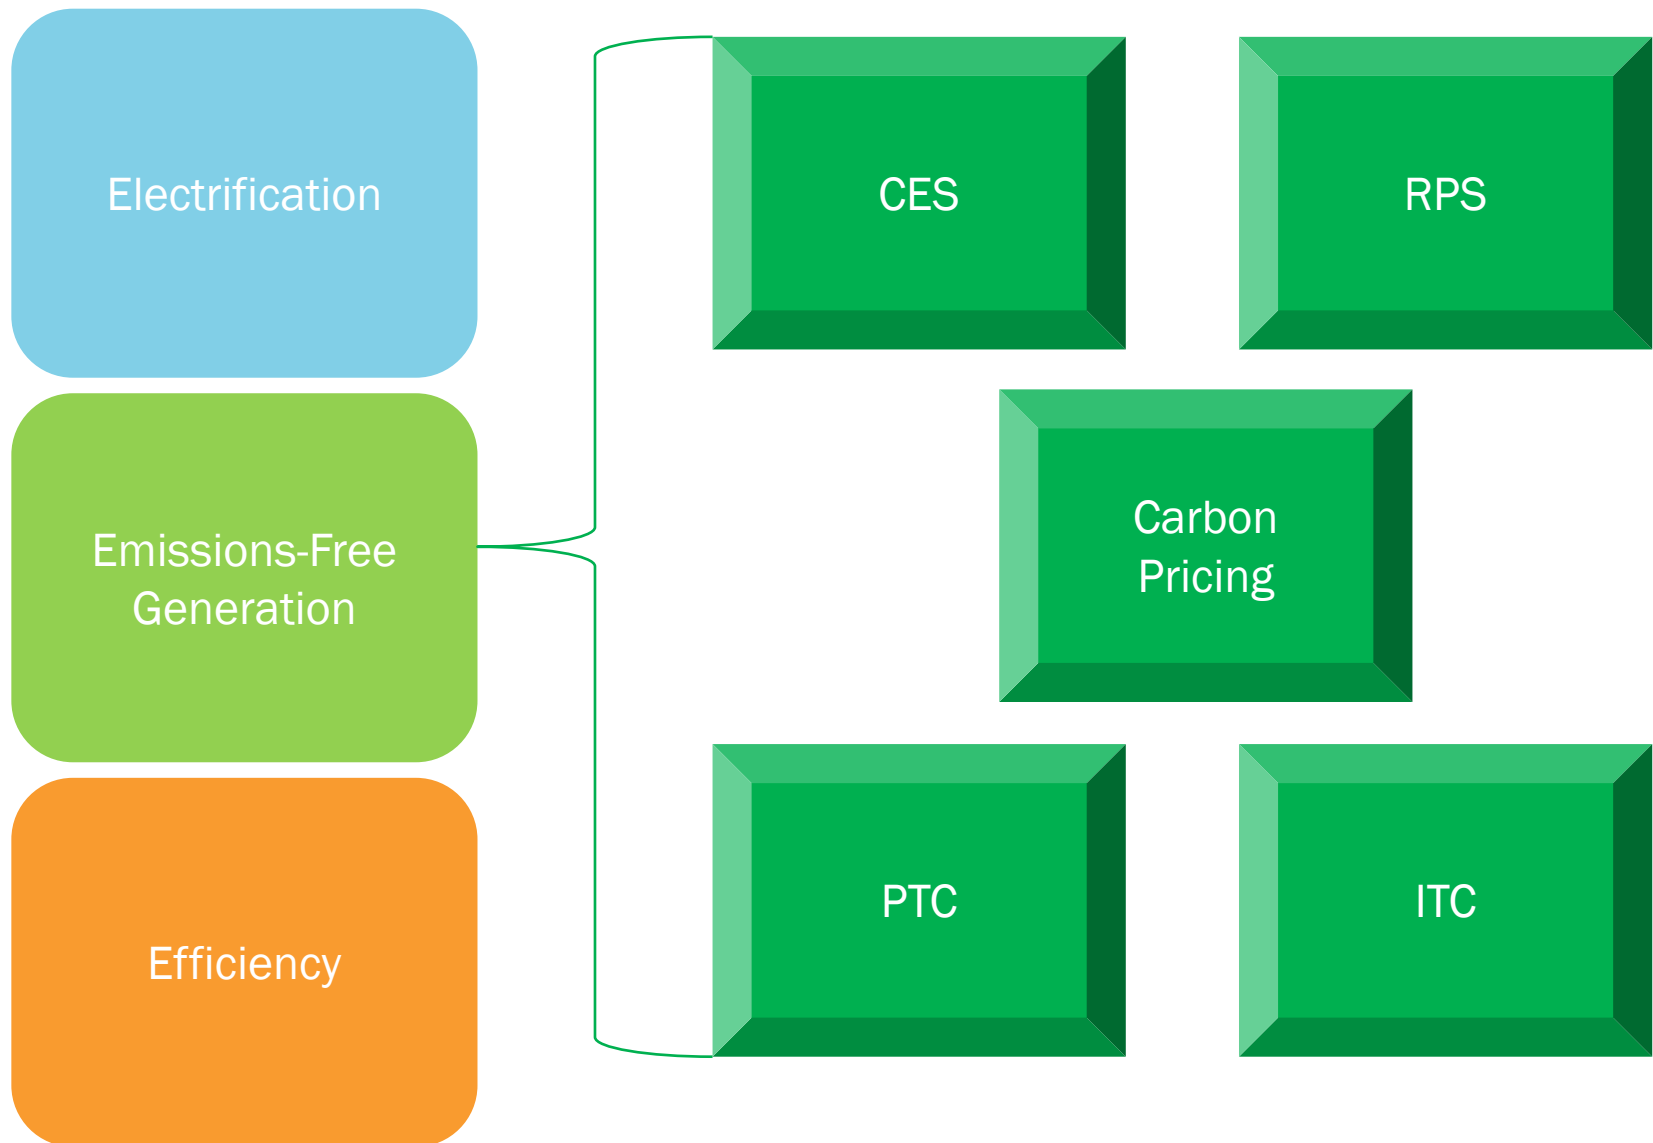 Electrification
Emissions-Free
Generation
Efficiency
CES
RPS
Carbon
Pricing
PTC
ITC